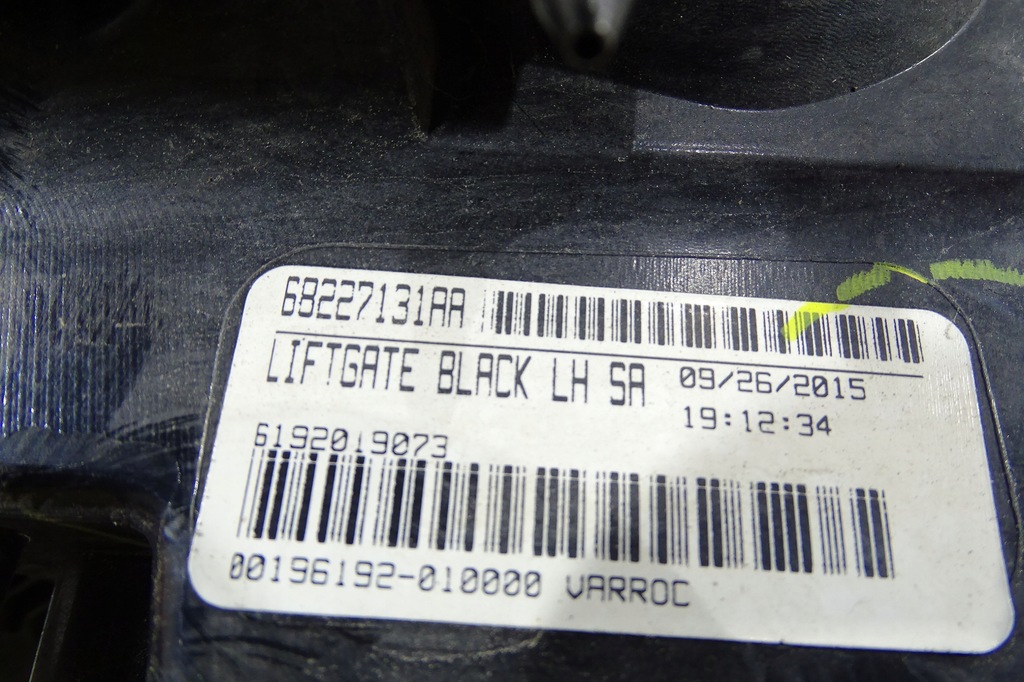 68227131AA
LIFTGATE BLACK LH SA
09/26/2015
19:12:34
6192019073
00196192-010000 VARROC